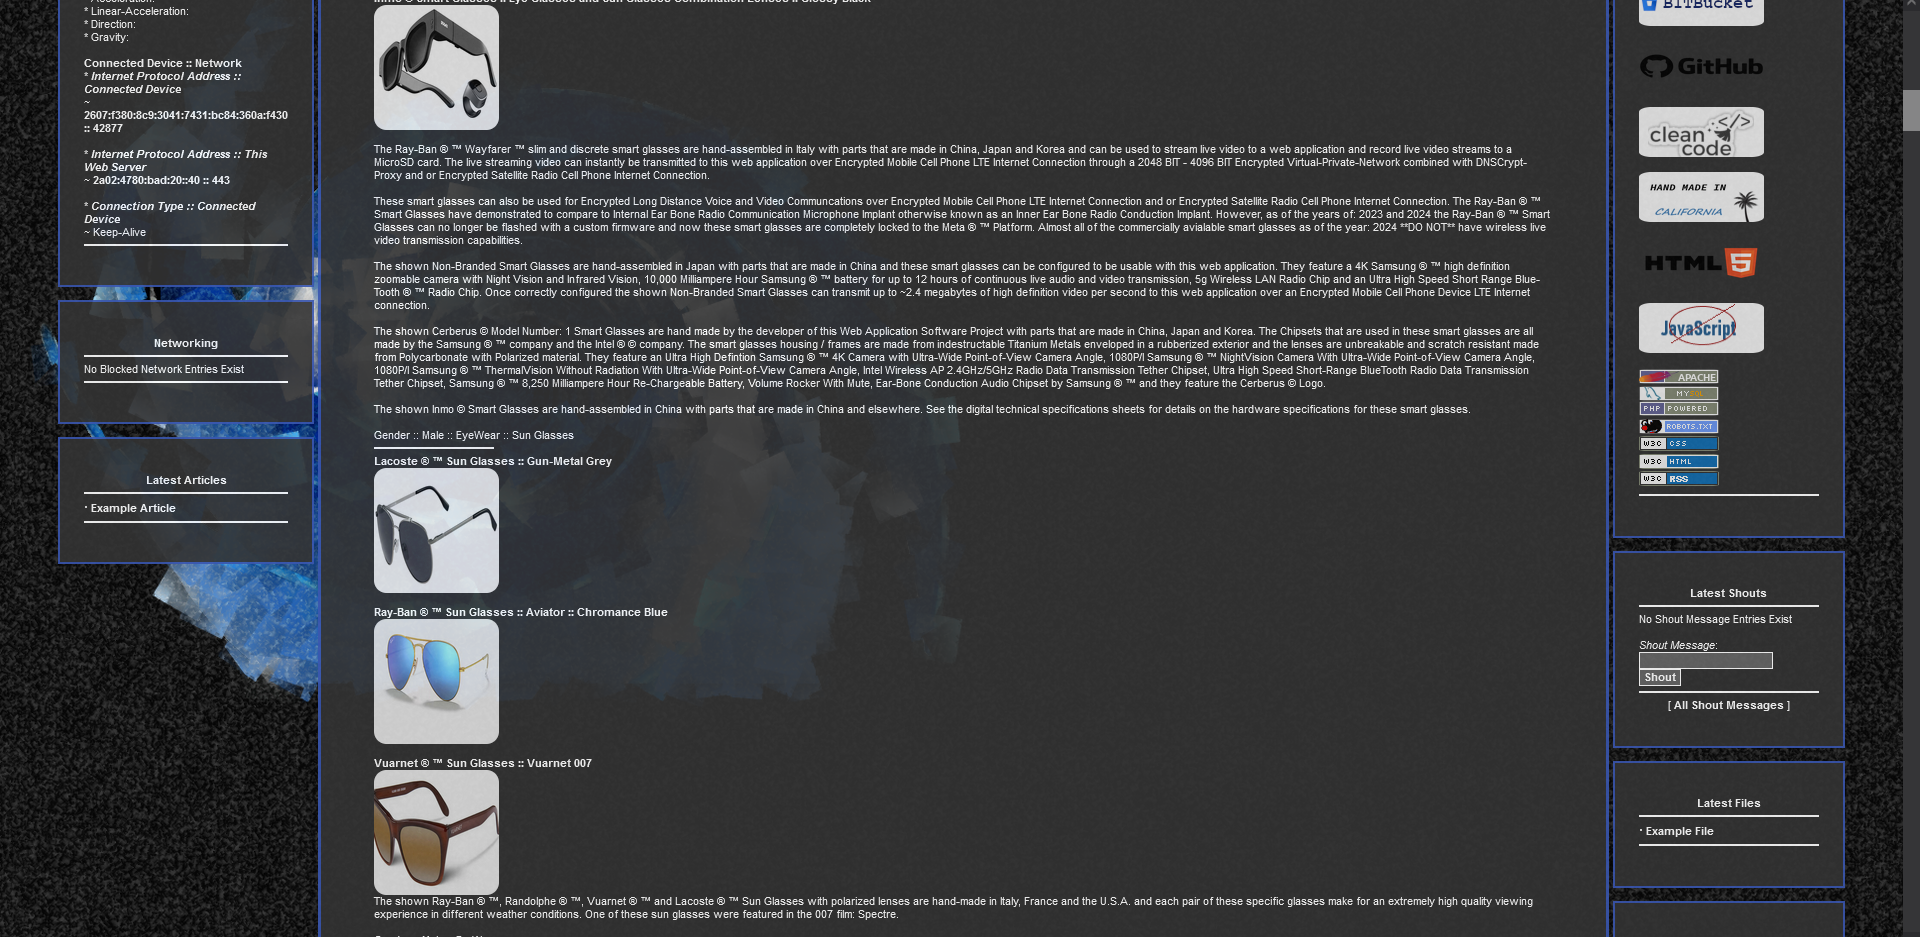 * Linear-Acceleration:
* Direction:
* Gravity:
Connected Device :: Network
* Internet Protocol Address ::
Connected Device
~
2607:f380:8c9:3041:7431:bc84:360a:f430
:: 42877
* Internet Protocol Address :: This
Web Server
~ 2a02:4780:bad:20::40 :: 443
* Connection Type :: Connected
Device
~ Keep-Alive
Networking
No Blocked Network Entries Exist
Latest Articles
· Example Article
The Ray-Ban ® ™ Wayfarer ™ slim and discrete smart glasses are hand-assembled in Italy with parts that are made in China, Japan and Korea and can be used to stream live video to a web application and record live video streams to a
MicroSD card. The live streaming video can instantly be transmitted to this web application over Encrypted Mobile Cell Phone LTE Internet Connection through a 2048 BIT - 4096 BIT Encrypted Virtual-Private-Network combined with DNSCrypt-
Proxy and or Encrypted Satellite Radio Cell Phone Internet Connection.
These smart glasses can also be used for Encrypted Long Distance Voice and Video Communcations over Encrypted Mobile Cell Phone LTE Internet Connection and or Encrypted Satellite Radio Cell Phone Internet Connection. The Ray-Ban ® ™
Smart Glasses have demonstrated to compare to Internal Ear Bone Radio Communication Microphone Implant otherwise known as an Inner Ear Bone Radio Conduction Implant. However, as of the years of: 2023 and 2024 the Ray-Ban ® ™ Smart
Glasses can no longer be flashed with a custom firmware and now these smart glasses are completely locked to the Meta ® ™ Platform. Almost all of the commercially avialable smart glasses as of the year: 2024 **DO NOT** have wireless live
video transmission capabilities.
The shown Non-Branded Smart Glasses are hand-assembled in Japan with parts that are made in China and these smart glasses can be configured to be usable with this web application. They feature a 4K Samsung ® ™ high definition
zoomable camera with Night Vision and Infrared Vision, 10,000 Milliampere Hour Samsung ® ™ battery for up to 12 hours of continuous live audio and video transmission, 5g Wireless LAN Radio Chip and an Ultra High Speed Short Range Blue-
Tooth ® ™ Radio Chip. Once correctly configured the shown Non-Branded Smart Glasses can transmit up to ~2.4 megabytes of high definition video per second to this web application over an Encrypted Mobile Cell Phone Device LTE Internet
connection.
The shown Cerberus © Model Number: 1 Smart Glasses are hand made by the developer of this Web Application Software Project with parts that are made in China, Japan and Korea. The Chipsets that are used in these smart glasses are all
made by the Samsung ® ™ company and the Intel ® © company. The smart glasses housing / frames are made from indestructable Titanium Metals enveloped in a rubberized exterior and the lenses are unbreakable and scratch resistant made
from Polycarbonate with Polarized material. They feature an Ultra High Defintion Samsung ® ™ 4K Camera with Ultra-Wide Point-of-View Camera Angle, 1080P/I Samsung ® ™ NightVision Camera With Ultra-Wide Point-of-View Camera Angle,
1080P/I Samsung ® ™ ThermalVision Without Radiation With Ultra-Wide Point-of-View Camera Angle, Intel Wireless AP 2.4GHz/5GHz Radio Data Transmission Tether Chipset, Ultra High Speed Short-Range BlueTooth Radio Data Transmission
Tether Chipset, Samsung ® ™ 8,250 Milliampere Hour Re-Chargeable Battery, Volume Rocker With Mute, Ear-Bone Conduction Audio Chipset by Samsung ® ™ and they feature the Cerberus © Logo.
The shown Inmo © Smart Glasses are hand-assembled in China with parts that are made in China and elsewhere. See the digital technical specifications sheets for details on the hardware specifications for these smart glasses.
Gender :: Male :: EyeWear :: Sun Glasses
Lacoste ® ™ Sun Glasses :: Gun-Metal Grey
Ray-Ban ® ™ Sun Glasses :: Aviator :: Chromance Blue
Vuarnet ® ™ Sun Glasses :: Vuarnet 007
The shown Ray-Ban ® ™, Randolphe ® ™, Vuarnet ® ™ and Lacoste ® ™ Sun Glasses with polarized lenses are hand-made in Italy, France and the U.S.A. and each pair of these specific glasses make for an extremely high quality viewing
experience in different weather conditions. One of these sun glasses were featured in the 007 film: Spectre.
BITBucket
GitHub
clean </>
code
HAND MADE IN
CALIFORNIA
HTML 5
JavaScript
APACHE
MYSQL
PHP POWERED
ROBOTS.TXT
W3C CSS
W3C HTML
W3C RSS
Latest Shouts
No Shout Message Entries Exist
Shout Message:
Shout
[ All Shout Messages ]
Latest Files
· Example File